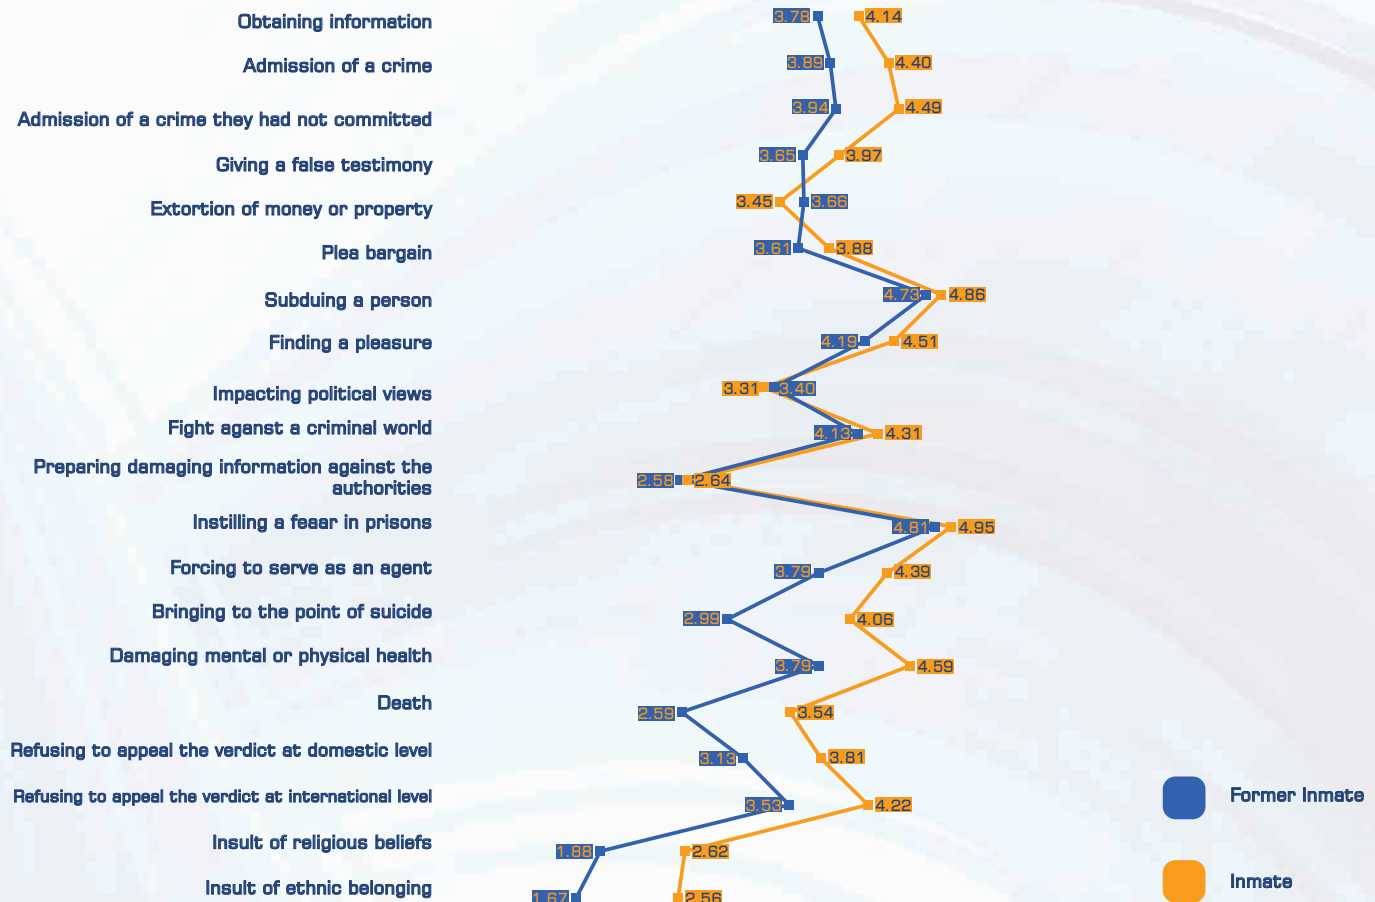 Obtaining information 3.78 4.14
Admission of a crime 3.89 4.40
Admission of a crime they had not committed 3.94 4.49
Giving a false testimony 3.65 3.97
Extortion of money or property 3.45 3.66
Plea bargain 3.61 3.88
Subduing a person 4.73 4.86
Finding a pleasure 4.19 4.51
Impacting political views 3.31 3.40
Fight aganst a criminal world 4.13 4.31
Preparing damaging information against the
authorities 2.58 2.64
Instilling a feaar in prisons 4.81 4.95
Forcing to serve as an agent 3.79 4.39
Bringing to the point of suicide 2.99 4.06
Damaging mental or physical health 3.79 4.59
Death 2.59 3.54
Refusing to appeal the verdict at domestic level 3.13 3.81
Refusing to appeal the verdict at international level 3.53 4.22
Former Inmate
Insult of religious beliefs 1.88 2.62
Insult of ethnic belonging 1.67 2.56
Inmate